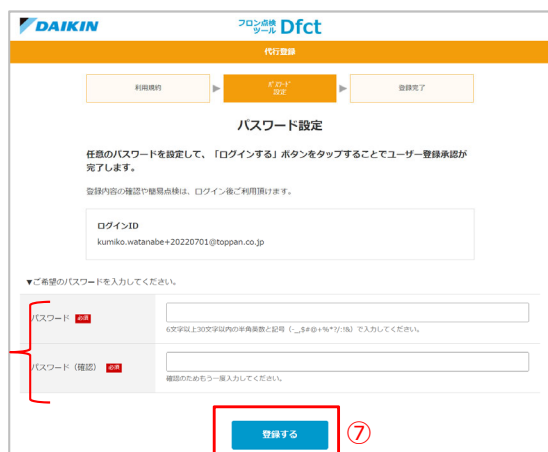 DAIKIN
フロン点検ツール Dfct
代行登録
利用規約
パスワード設定
登録完了
パスワード設定
任意のパスワードを設定して、「ログインする」ボタンをタップすることでユーザー登録承認が
完了します。
登録内容の確認や簡易点検は、ログイン後ご利用頂けます。
ログインID
kumiko.watanabe+20220701@toppan.co.jp
▼ご希望のパスワードを入力してください。
パスワード 必須
6文字以上30文字以内の半角英数と記号（-_,$#@+%*?/:!&）で入力してください。
パスワード（確認） 必須
確認のためもう一度入力してください。
登録する
⑦